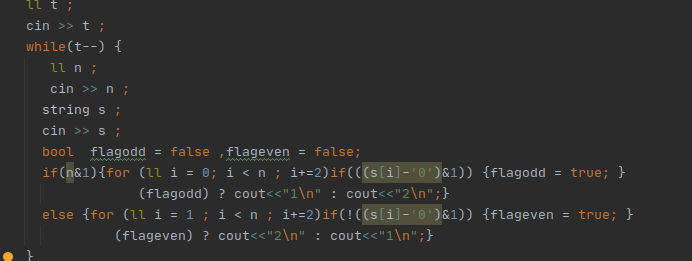 ll t ;
cin >> t ;
while(t--) {
ll n ;
cin >> n ;
string s ;
cin >> s ;
bool  flagodd = false ,flageven = false;
if(n&1){for (ll i = 0; i < n ; i+=2)if(((s[i]-'0')&1)) {flagodd = true; }
(flagodd) ? cout<<"1\n" : cout<<"2\n";}
else {for (ll i = 1 ; i < n ; i+=2)if(!((s[i]-'0')&1)) {flageven = true; }
(flageven) ? cout<<"2\n" : cout<<"1\n";}
}